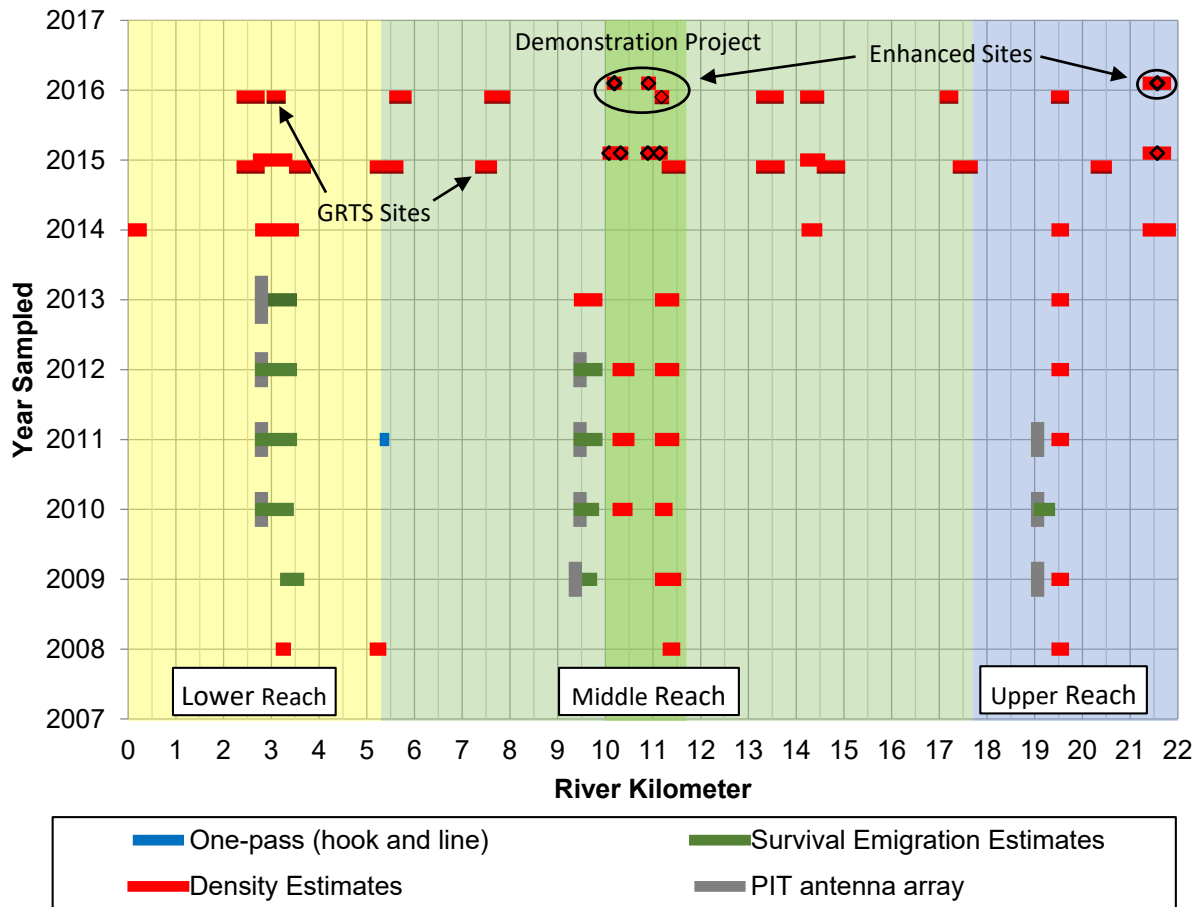 2017
2016
2015
2014
2013
2012
2011
2010
2009
2008
2007
Year Sampled
Demonstration Project
Enhanced Sites
GRTS Sites
Lower Reach
Middle Reach
Upper Reach
0 1 2 3 4 5 6 7 8 9 10 11 12 13 14 15 16 17 18 19 20 21 22
River Kilometer
One-pass (hook and line)
Survival Emigration Estimates
Density Estimates
PIT antenna array